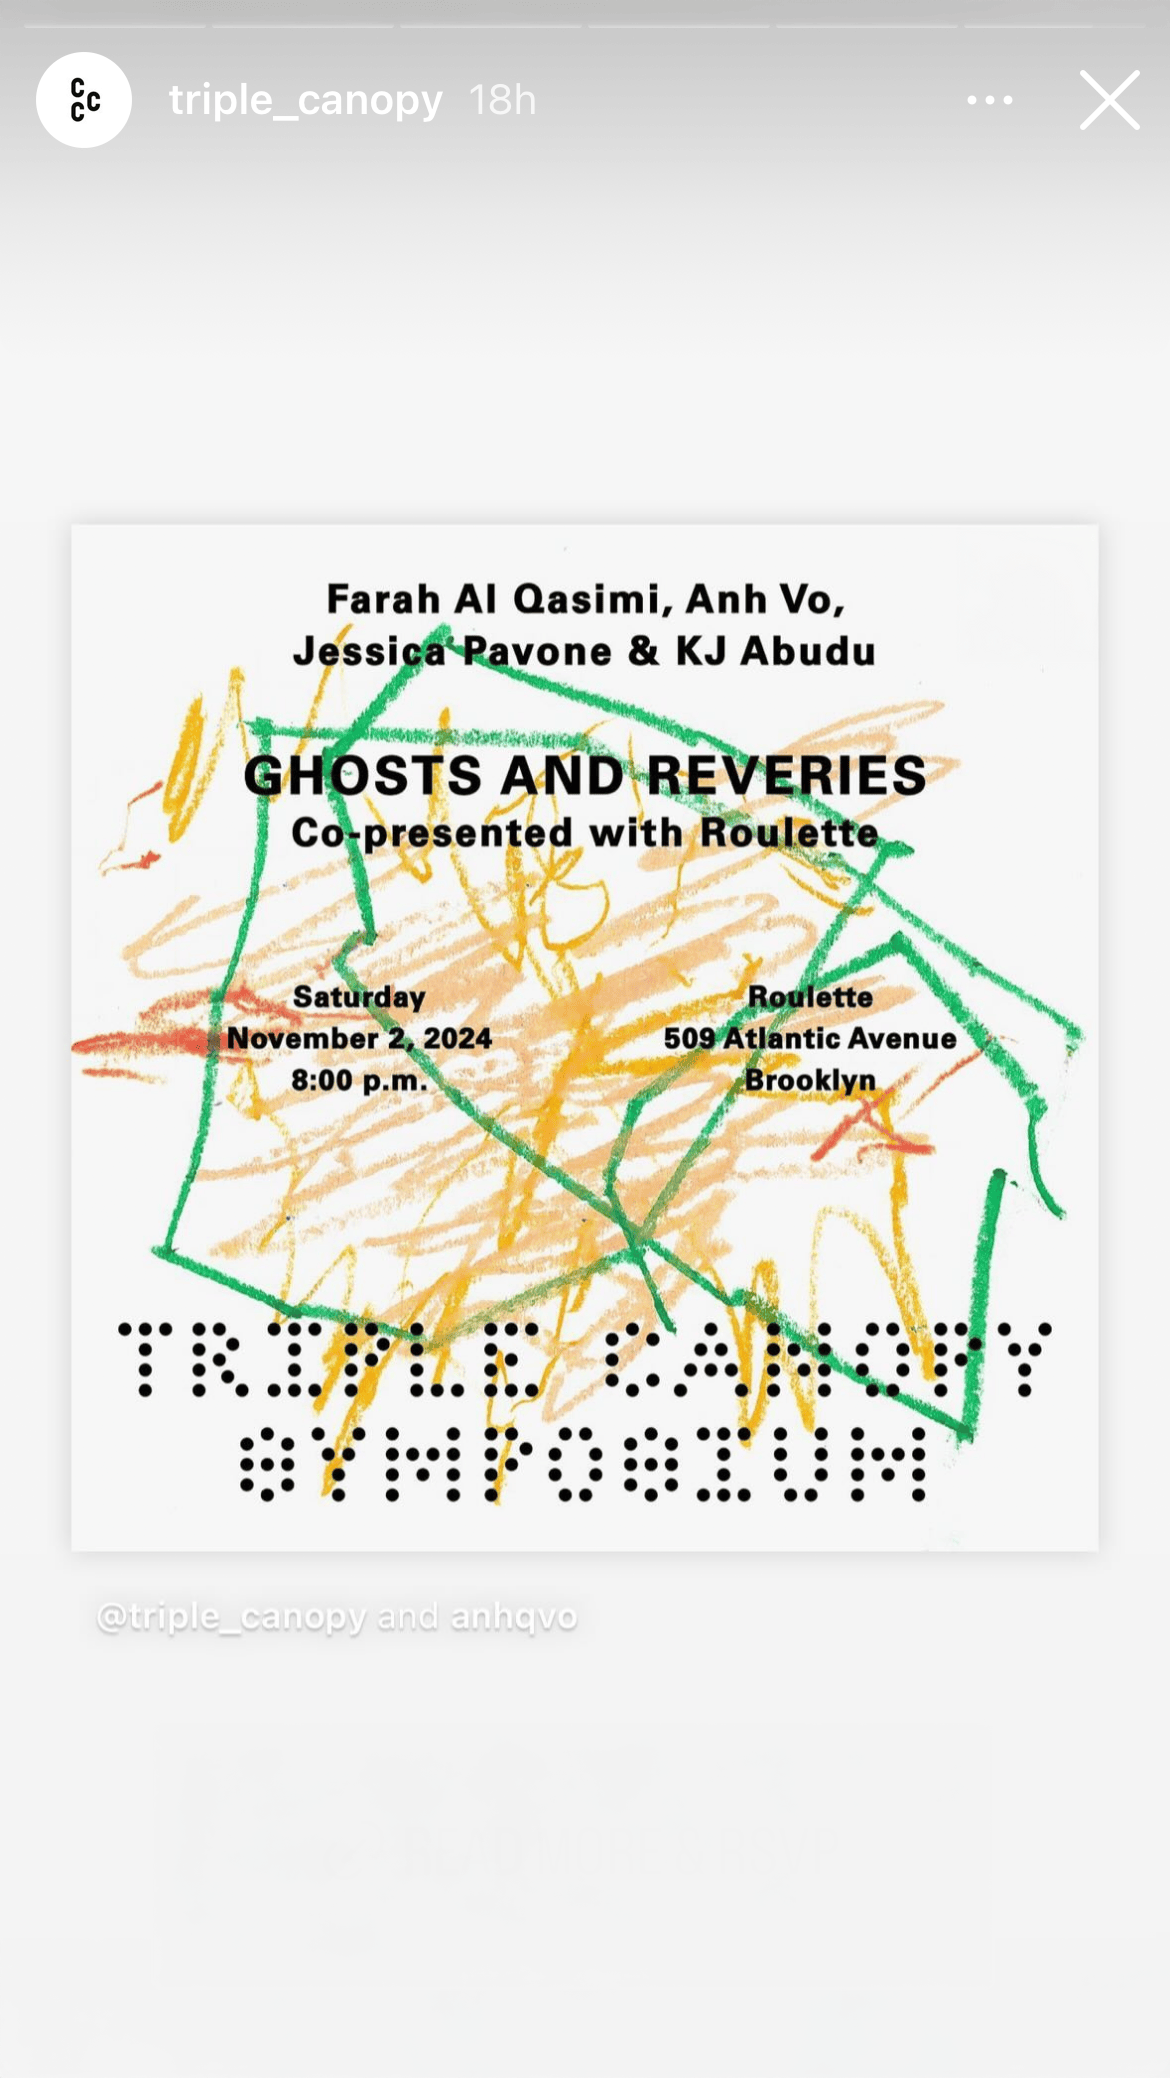 C
C C
triple_canopy 18h
Farah Al Qasimi, Anh Vo,
Jessica Pavone & KJ Abudu
GHOSTS AND REVERIES
Co-presented with Roulette
Saturday
November 2, 2024
8:00 p.m.
Roulette
509 Atlantic Avenue
Brooklyn
TRIPLE CANOPY
SYMPOSIUM
@triple_canopy and anhqvo